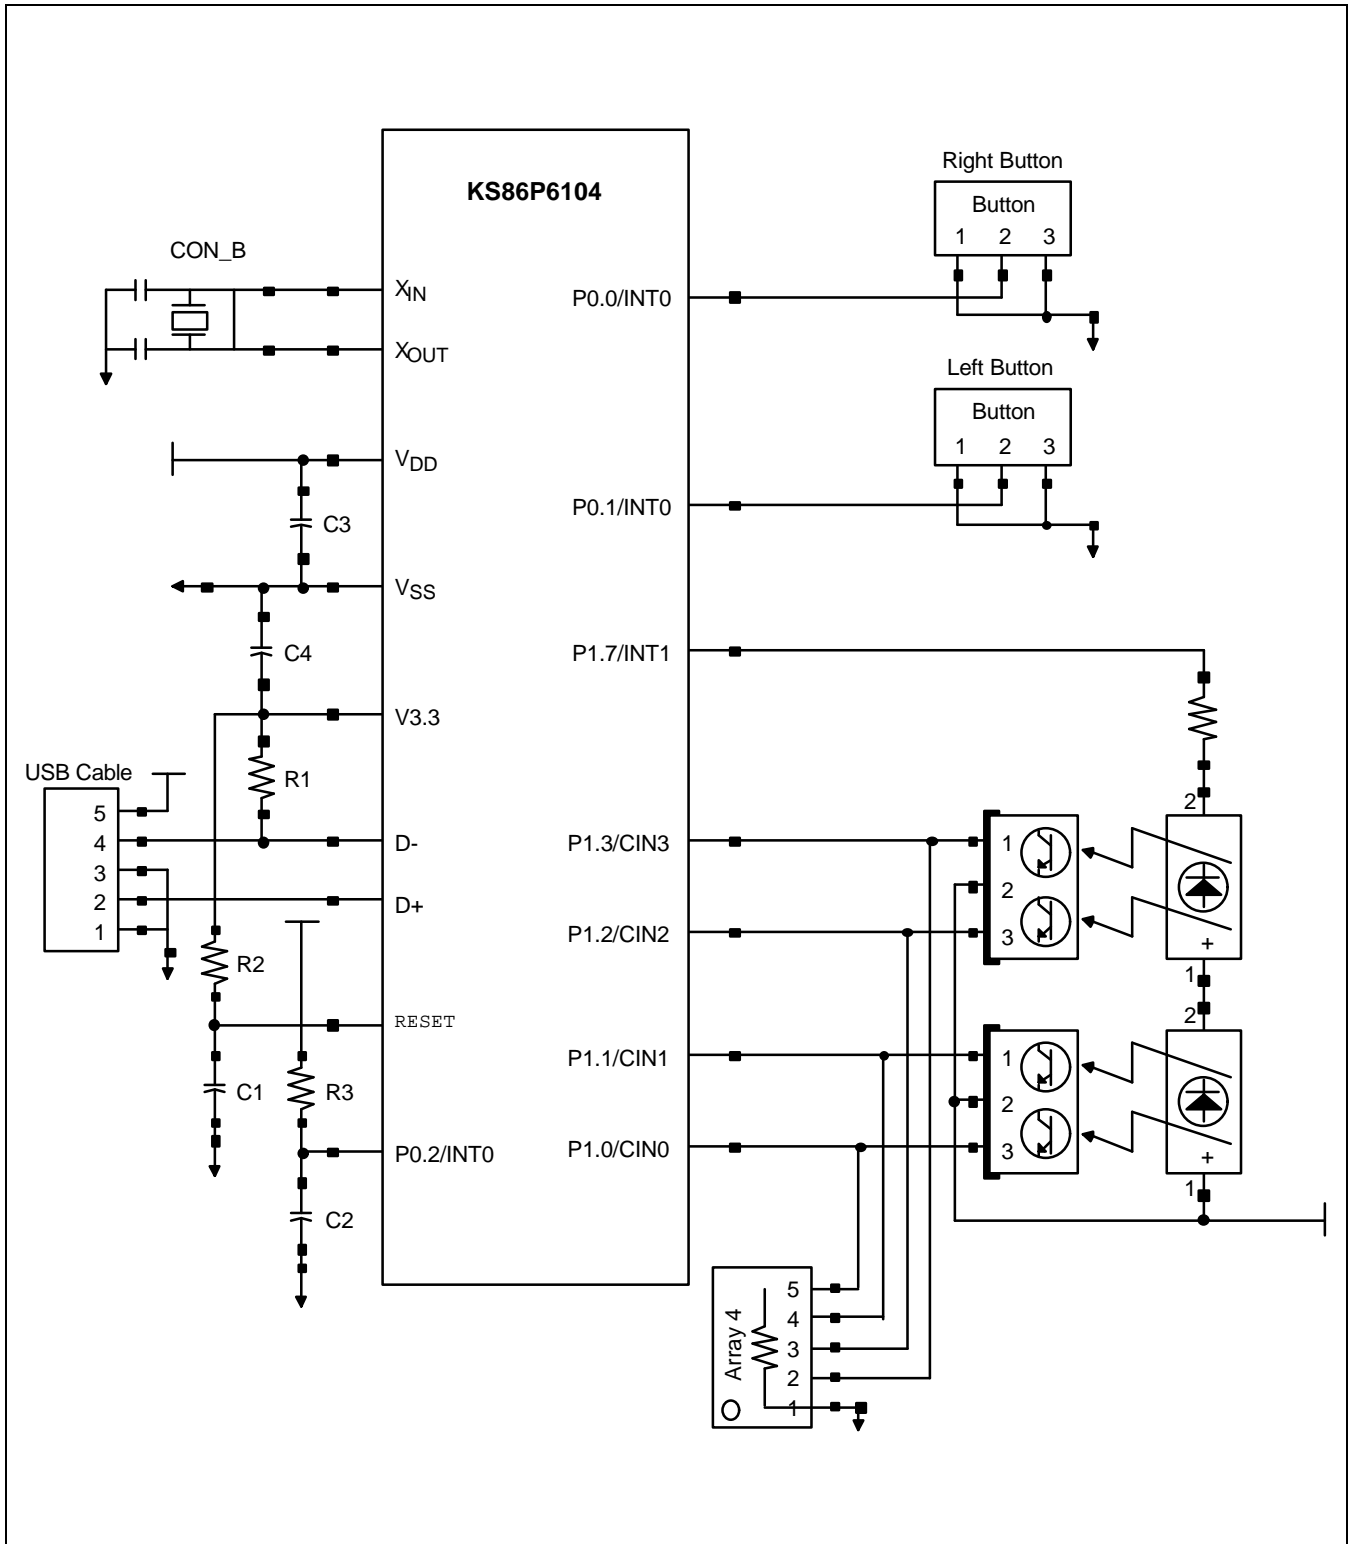 KS86P6104
CON_B
XIN
XOUT
VDD
C3
VSS
C4
V3.3
R1
USB Cable
5
4
3
2
1
D-
D+
R2
RESET
C1
R3
P0.2/INT0
C2
P0.0/INT0
P0.1/INT0
P1.7/INT1
P1.3/CIN3
P1.2/CIN2
P1.1/CIN1
P1.0/CIN0
Right Button
Button
1 2 3
Left Button
Button
1 2 3
1
2
3
2
+
1
1
2
3
2
+
1
Array 4
5
4
3
2
1